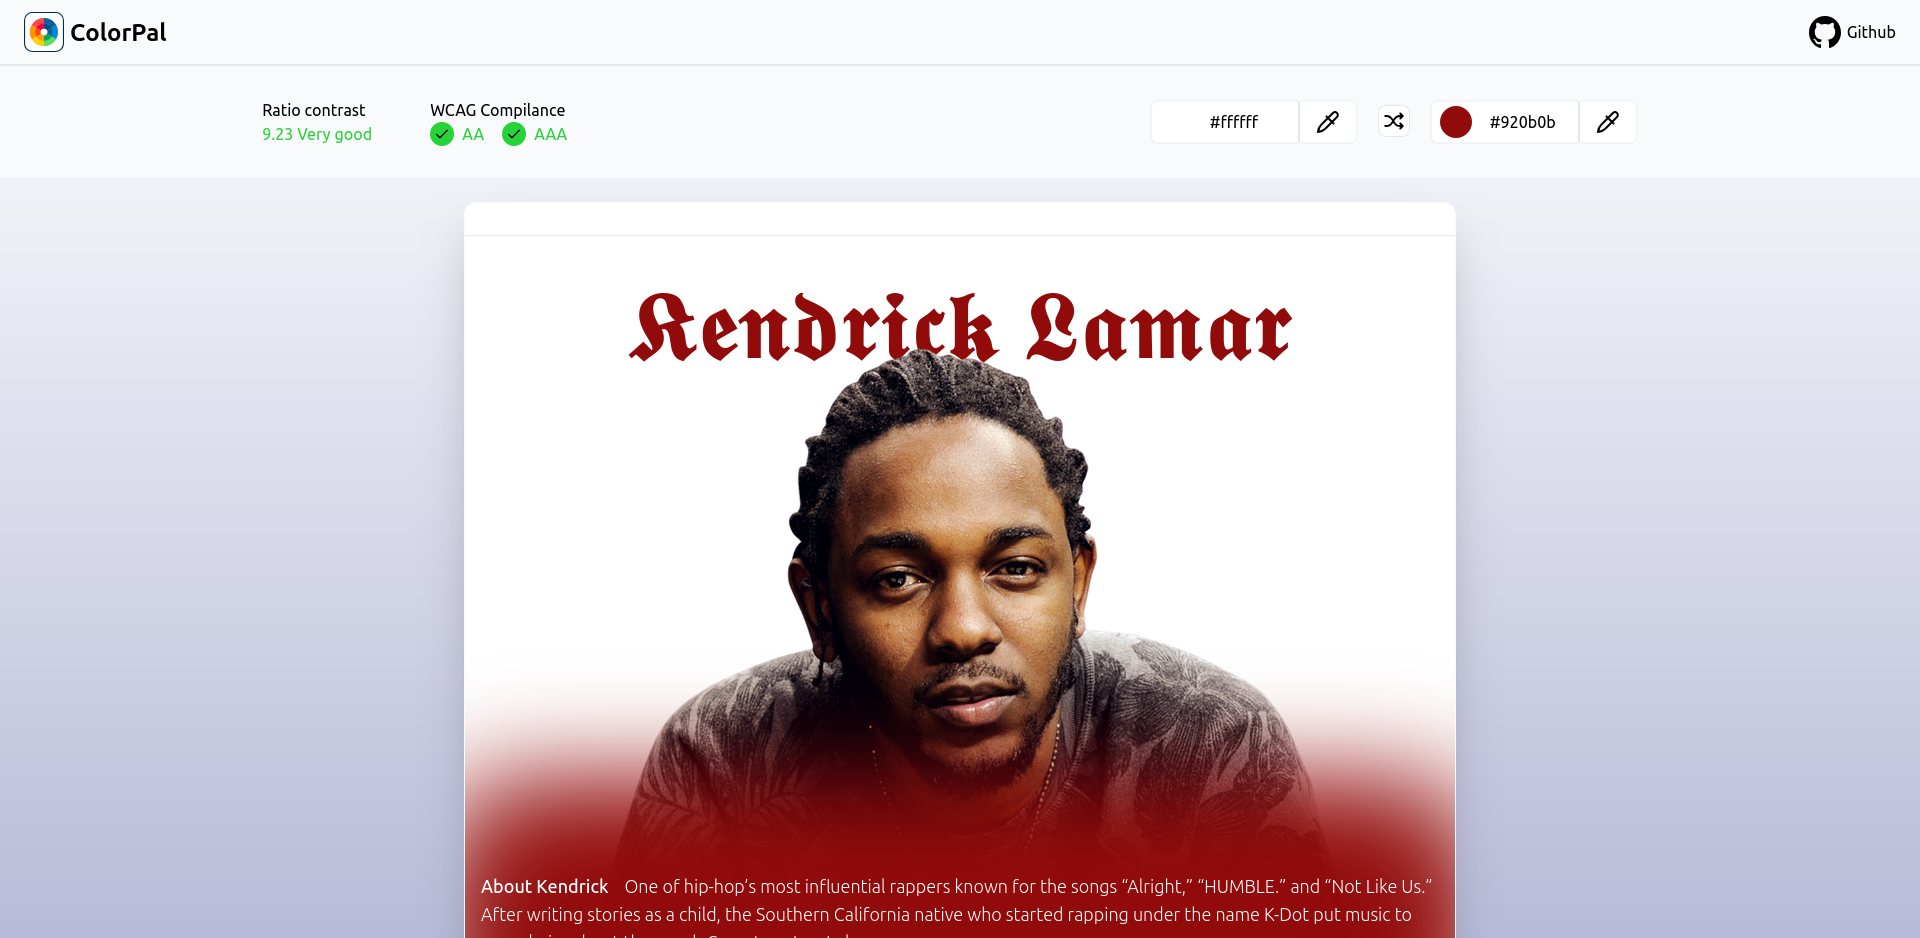 ColorPal
Github
Ratio contrast
9.23 Very good
WCAG Compilance
AA AAA
#ffffff
#920b0b
Kendrick Lamar
About Kendrick One of hip-hop’s most influential rappers known for the songs “Alright,” “HUMBLE.” and “Not Like Us.”
After writing stories as a child, the Southern California native who started rapping under the name K-Dot put music to